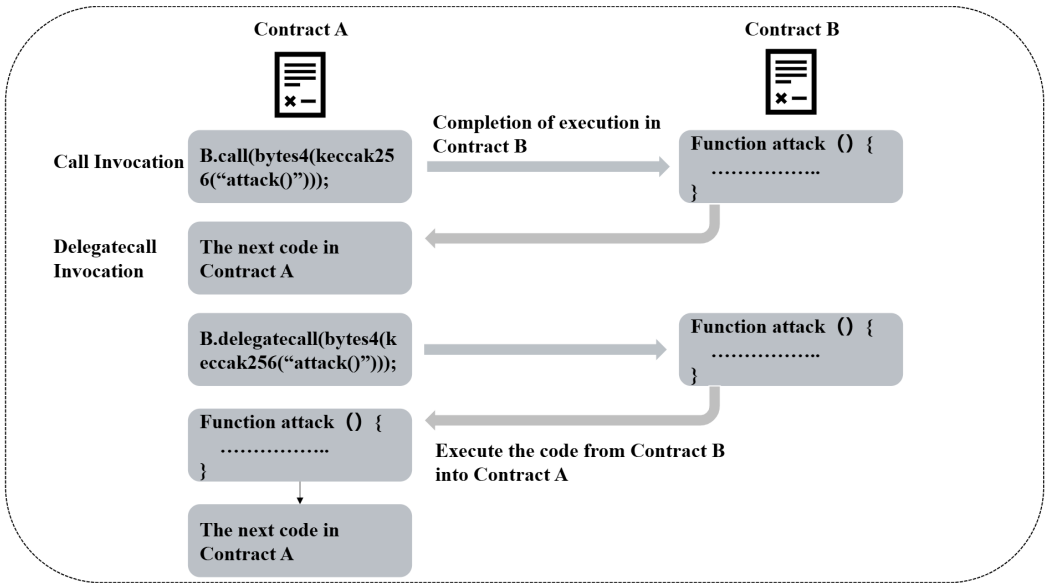 Contract A
Contract B
Call Invocation
B.call(bytes4(keccak25
6(“attack()”)));
Completion of execution in
Contract B
Function attack () {
……………..
}
Delegatecall
Invocation
The next code in
Contract A
B.delegatecall(bytes4(k
eccak256(“attack()”)));
Function attack () {
……………..
}
Function attack () {
……………..
}
Execute the code from Contract B
into Contract A
The next code in
Contract A